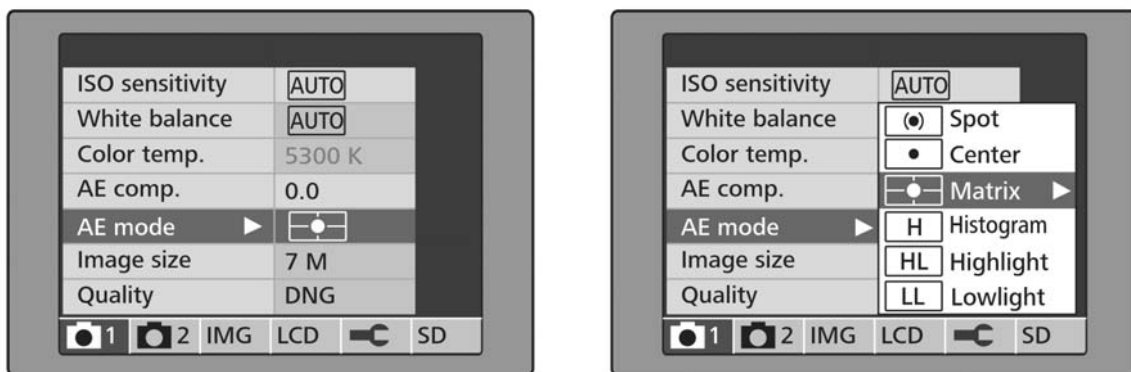 ISO sensitivity AUTO
White balance AUTO
Color temp. 5300 K
AE comp. 0.0
AE mode
Image size 7 M
Quality DNG
1 2 IMG LCD SD
ISO sensitivity AUTO
White balance (●) Spot
Color temp. Center
AE comp. Matrix
AE mode H Histogram
Image size HL Highlight
Quality LL Lowlight
1 2 IMG LCD SD